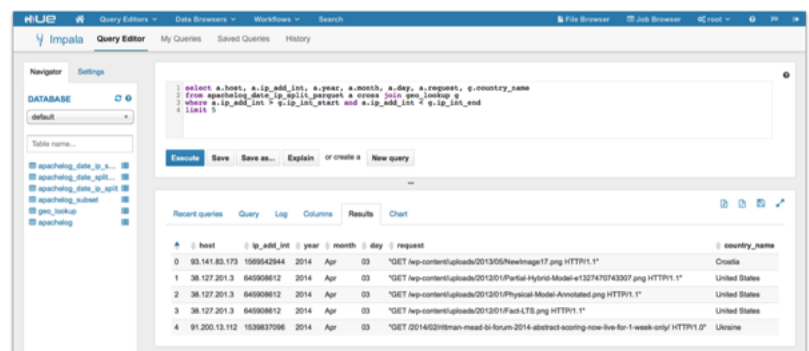 HUE Query Editors Data Browsers Workflows Search File Browser Job Browser root
Impala Query Editor My Queries Saved Queries History
Navigator Settings
DATABASE
default
Table name...
apachelog_date_ip_s...
apachelog_date_split...
apachelog_date_ip_split
apachelog_subset
geo_lookup
apachelog
1 select a.host, a.ip_add_int, a.year, a.month, a.day, a.request, g.country_name
2 from apachelog_date_ip_split_parquet a cross join geo_lookup g
3 where a.ip_add_int > g.ip_int_start and a.ip_add_int < g.ip_int_end
4 limit 5
Execute Save Save as... Explain or create a New query
Recent queries Query Log Columns Results Chart
host ip_add_int year month day request country_name
0 93.141.83.173 1569542944 2014 Apr 03 "GET /wp-content/uploads/2013/05/NewImage17.png HTTP/1.1" Croatia
1 38.127.201.3 645908612 2014 Apr 03 "GET /wp-content/uploads/2012/01/Partial-Hybrid-Model-e1327470743307.png HTTP/1.1" United States
2 38.127.201.3 645908612 2014 Apr 03 "GET /wp-content/uploads/2012/01/Physical-Model-Annotated.png HTTP/1.1" United States
3 38.127.201.3 645908612 2014 Apr 03 "GET /wp-content/uploads/2012/01/Fact-LTS.png HTTP/1.1" United States
4 91.200.13.112 1539837096 2014 Apr 03 "GET /2014/02/rittman-mead-bi-forum-2014-abstract-scoring-now-live-for-1-week-only/ HTTP/1.0" Ukraine